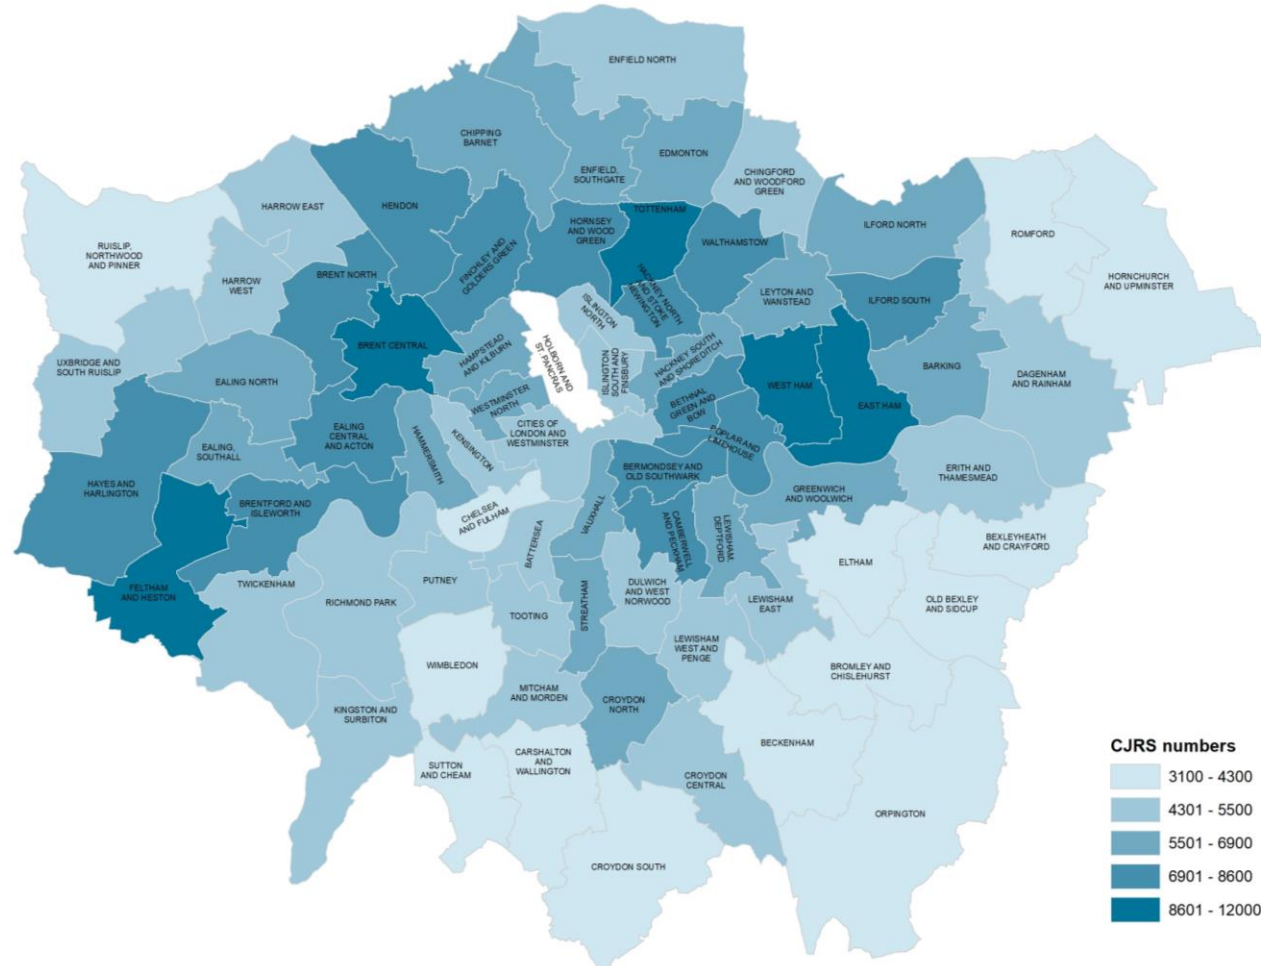 ENFIELD NORTH
CHIPPING
BARNET
EDMONTON
ENFIELD,
SOUTHGATE
CHINGFORD
AND WOODFORD
GREEN
HARROW EAST
HENDON
TOTTENHAM
HORNSEY
AND WOOD
GREEN
WALTHAMSTOW
ILFORD NORTH
ROMFORD
RUISLIP,
NORTHWOOD
AND PINNER
HORNCHURCH
AND UPMINSTER
HARROW
WEST
BRENT NORTH
FINCHLEY AND
GOLDERS GREEN
HACKNEY NORTH
AND STOKE
NEWINGTON
LEYTON AND
WANSTEAD
ILFORD SOUTH
ISLINGTON
NORTH
BRENT CENTRAL
HAMPSTEAD
AND KILBURN
HOLBORN AND
ST. PANCRAS
ISLINGTON
SOUTH AND
FINSBURY
HACKNEY SOUTH
AND SHOREDITCH
UXBRIDGE AND
SOUTH RUISLIP
EALING NORTH
BARKING
DAGENHAM
AND RAINHAM
WEST HAM
EAST HAM
WESTMINSTER
NORTH
BETHNAL
GREEN AND
BOW
EALING
CENTRAL
AND ACTON
HAMMERSMITH
KENSINGTON
CITIES OF
LONDON AND
WESTMINSTER
POPLAR AND
LIMEHOUSE
EALING,
SOUTHALL
BERMONDSEY AND
OLD SOUTHWARK
ERITH AND
THAMESMEAD
HAYES AND
HARLINGTON
BRENTFORD AND
ISLEWORTH
GREENWICH
AND WOOLWICH
CHELSEA
AND FULHAM
VAUXHALL
BATTERSEA
CAMBERWELL
AND PECKHAM
LEWISHAM,
DEPTFORD
BEXLEYHEATH
AND CRAYFORD
ELTHAM
FELTHAM
AND HESTON
TWICKENHAM
RICHMOND PARK
PUTNEY
STREATHAM
DULWICH
AND WEST
NORWOOD
LEWISHAM
EAST
OLD BEXLEY
AND SIDCUP
TOOTING
LEWISHAM
WEST AND
PENGE
WIMBLEDON
BROMLEY AND
CHISLEHURST
MITCHAM
AND MORDEN
CROYDON
NORTH
KINGSTON AND
SURBITON
BECKENHAM
SUTTON
AND CHEAM
CARSHALTON
AND
WALLINGTON
CROYDON
CENTRAL
ORPINGTON
CROYDON SOUTH
CJRS numbers
3100 - 4300
4301 - 5500
5501 - 6900
6901 - 8600
8601 - 12000